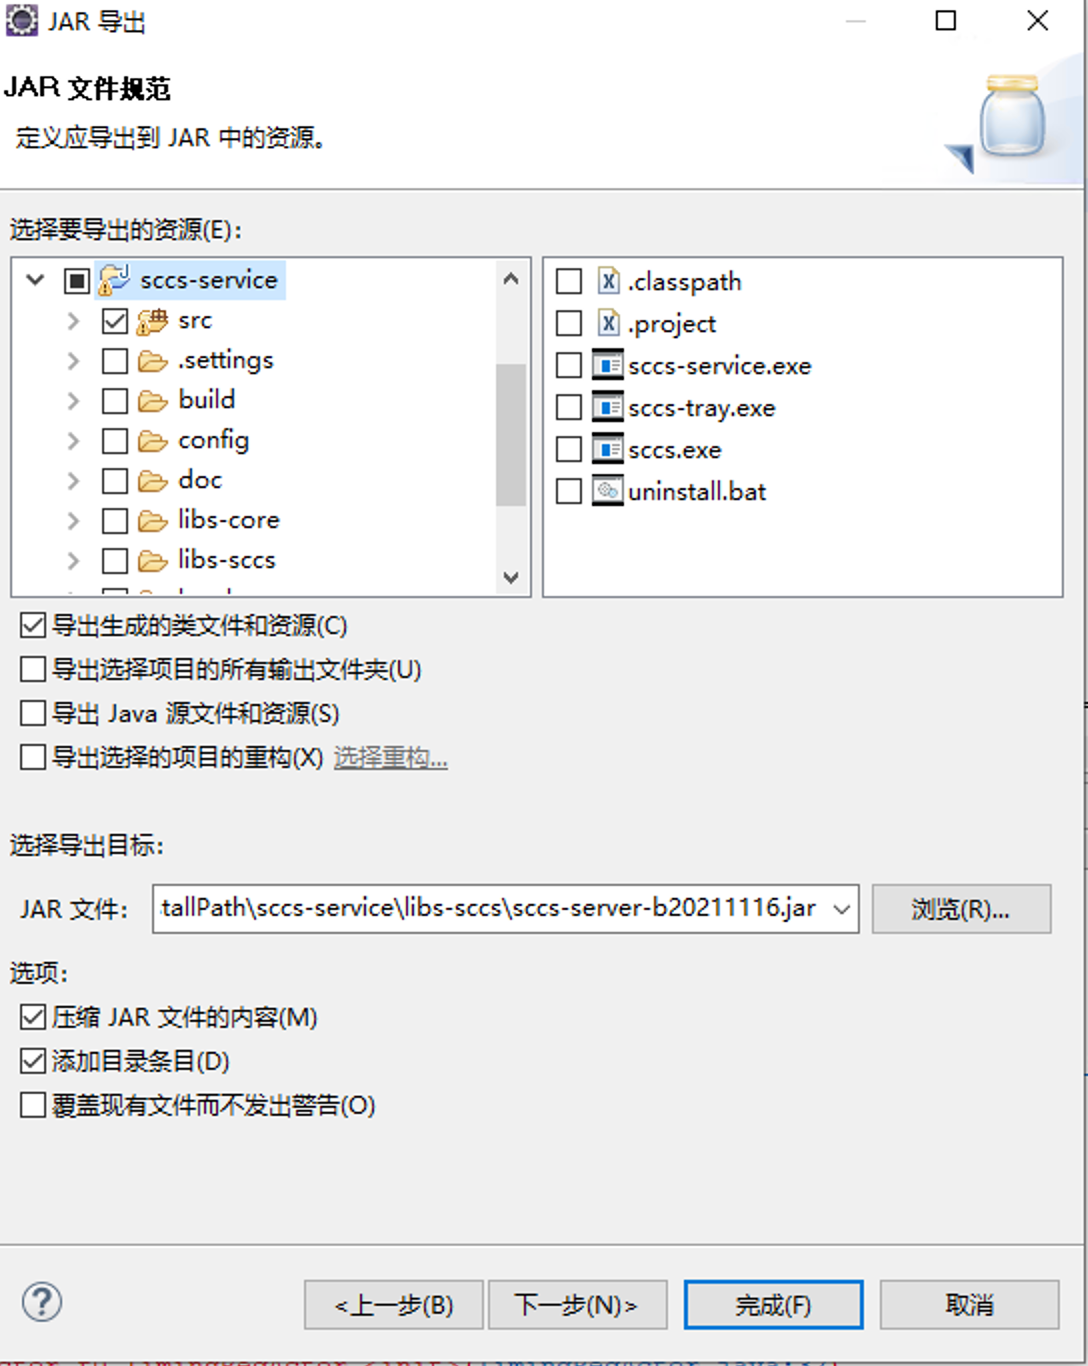 JAR 导出
JAR 文件规范
定义应导出到 JAR 中的资源。
选择要导出的资源(E):
sccs-service
src
.settings
build
config
doc
libs-core
libs-sccs
.classpath
.project
sccs-service.exe
sccs-tray.exe
sccs.exe
uninstall.bat
导出生成的类文件和资源(C)
导出选择项目的所有输出文件夹(U)
导出 Java 源文件和资源(S)
导出选择的项目的重构(X) 选择重构...
选择导出目标:
JAR 文件: tallPath\sccs-service\libs-sccs\sccs-server-b20211116.jar 浏览(R)...
选项:
压缩 JAR 文件的内容(M)
添加目录条目(D)
覆盖现有文件而不发出警告(O)
? <上一步(B) 下一步(N)> 完成(F) 取消